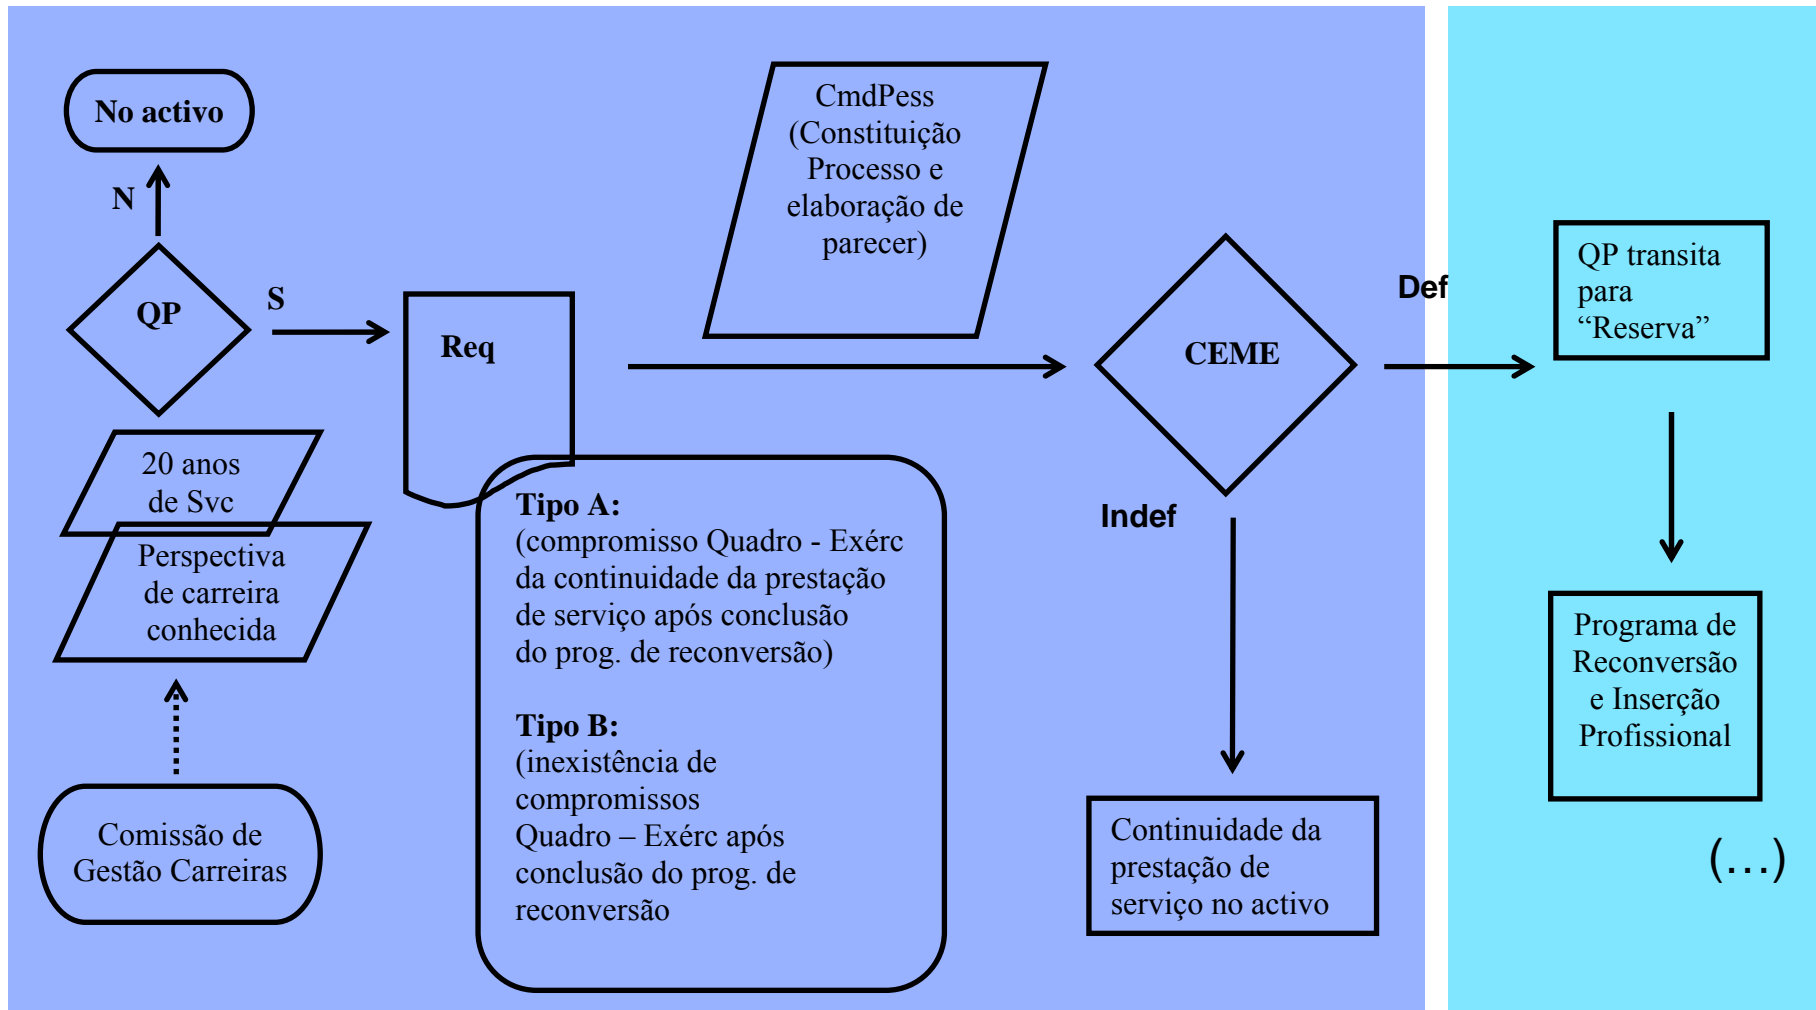 No activo
N
QP
S
20 anos
de Svc
Perspectiva
de carreira
conhecida
Comissão de
Gestão Carreiras
Req
Tipo A:
(compromisso Quadro - Exérc
da continuidade da prestação
de serviço após conclusão
do prog. de reconversão)
Tipo B:
(inexistência de
compromissos
Quadro – Exérc após
conclusão do prog. de
reconversão
CmdPess
(Constituição
Processo e
elaboração de
parecer)
CEME
Def
Indef
Continuidade da
prestação de
serviço no activo
QP transita
para
“Reserva”
Programa de
Reconversão
e Inserção
Profissional
(…)